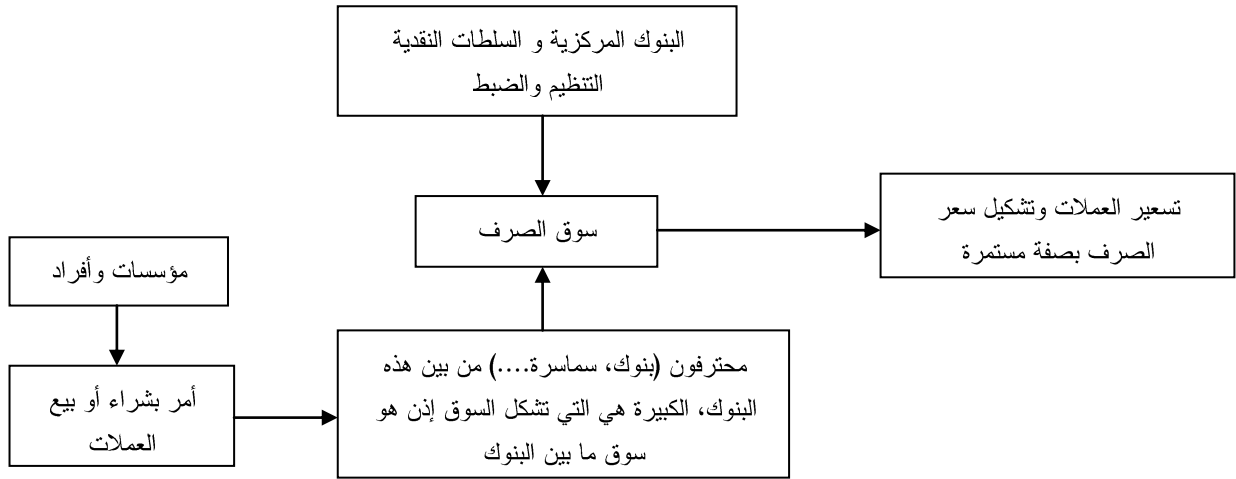 البنوك المركزية و السلطات النقدية
التنظيم والضبط
تسعير العملات وتشكيل سعر
الصرف بصفة مستمرة
سوق الصرف
مؤسسات وأفراد
محترفون (بنوك، سماسرة....) من بين هذه
البنوك، الكبيرة هي التي تشكل السوق إذن هو
سوق ما بين البنوك
أمر بشراء أو بيع
العملات